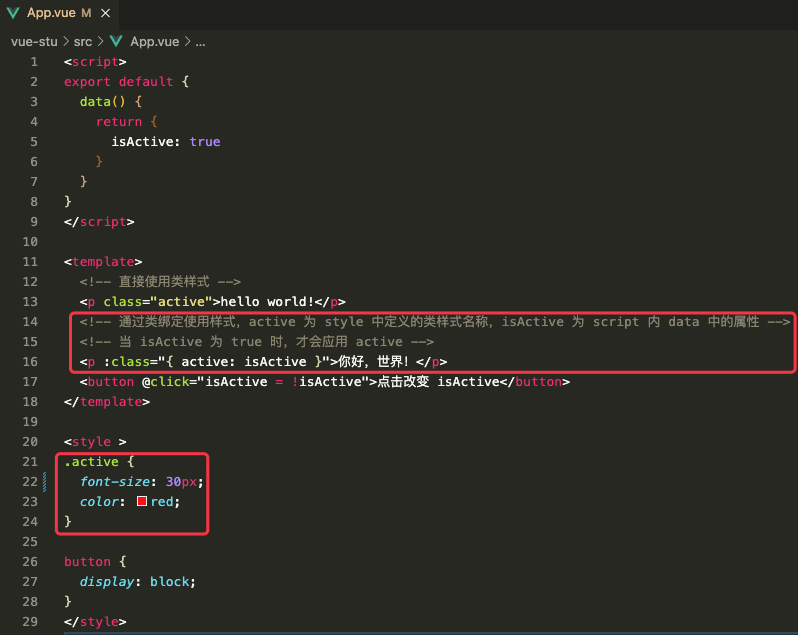 App.vue M ×
vue-stu > src > App.vue > ...
1 <script>
2 export default {
3 data() {
4 return {
5 isActive: true
6 }
7 }
8 }
9 </script>
10
11 <template>
12 <!-- 直接使用类样式 -->
13 <p class="active">hello world!</p>
14 <!-- 通过类绑定使用样式，active 为 style 中定义的类样式名称，isActive 为 script 内 data 中的属性 -->
15 <!-- 当 isActive 为 true 时，才会应用 active -->
16 <p :class="{ active: isActive }">你好，世界！</p>
17 <button @click="isActive = !isActive">点击改变 isActive</button>
18 </template>
19
20 <style >
21 .active {
22 font-size: 30px;
23 color: red;
24 }
25
26 button {
27 display: block;
28 }
29 </style>